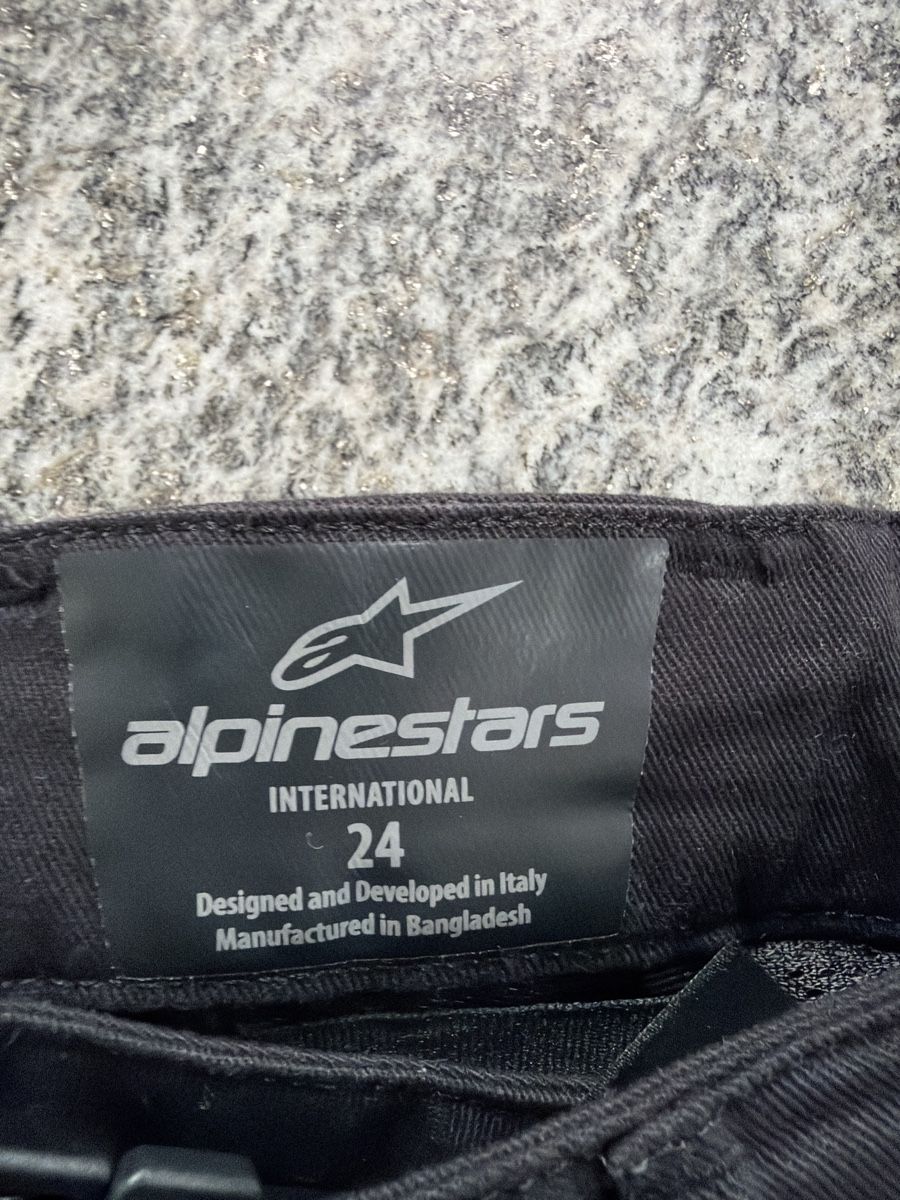 alpinestars
INTERNATIONAL
24
Designed and Developed in Italy
Manufactured in Bangladesh